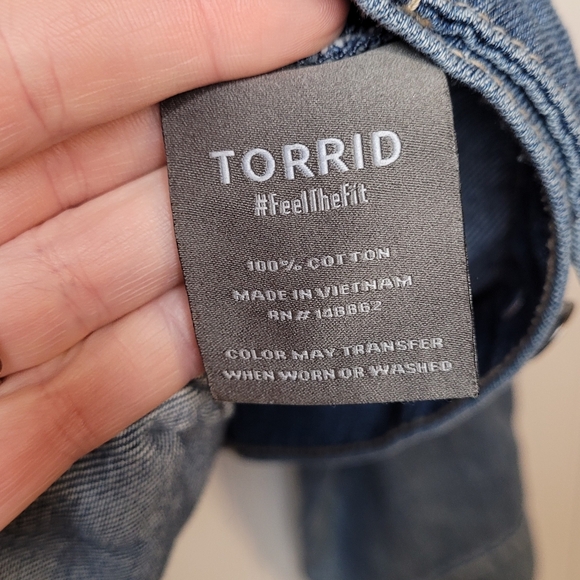 TORRID
#FeelTheFit
100% COTTON
MADE IN VIETNAM
RN# 148862
COLOR MAY TRANSFER
WHEN WORN OR WASHED